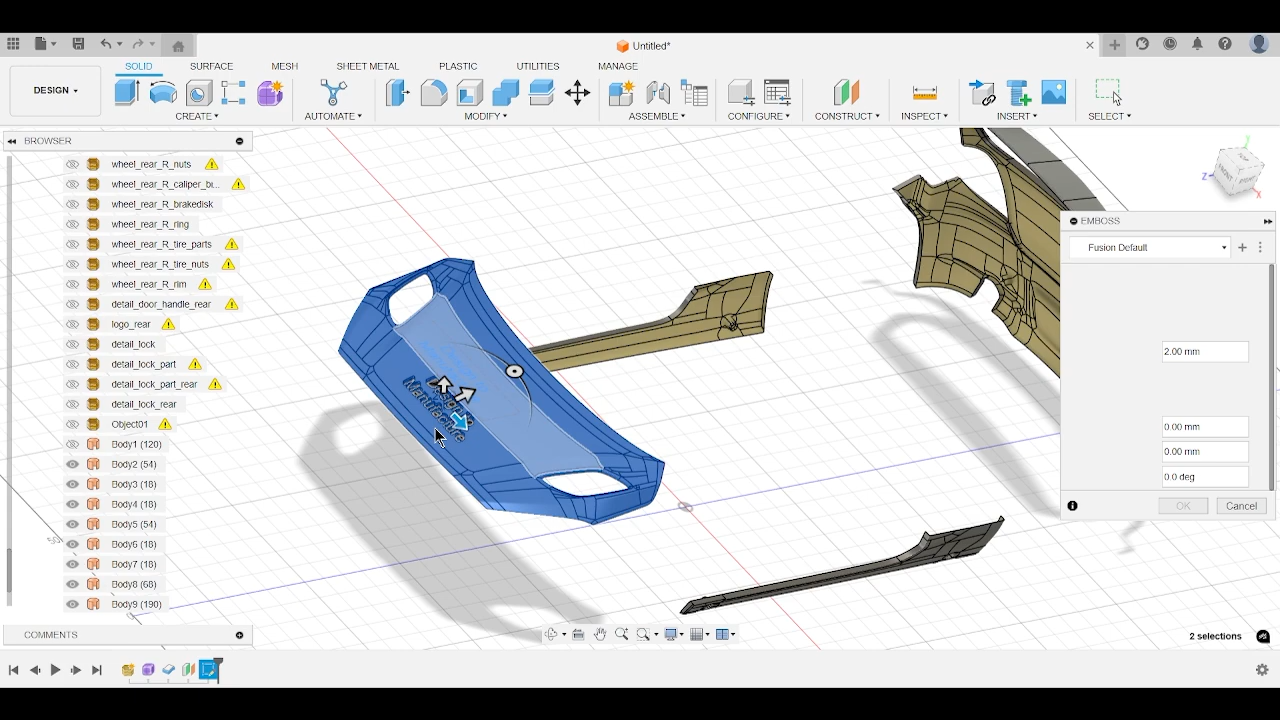 Untitled*
SOLID SURFACE MESH SHEET METAL PLASTIC UTILITIES MANAGE
DESIGN
CREATE AUTOMATE MODIFY ASSEMBLE CONFIGURE CONSTRUCT INSPECT INSERT SELECT
BROWSER
wheel_rear_R_nuts
wheel_rear_R_caliper_br...
wheel_rear_R_brakedisk
wheel_rear_R_ring
wheel_rear_R_tire_parts
wheel_rear_R_tire_nuts
wheel_rear_R_rim
detail_door_handle_rear
logo_rear
detail_lock
detail_lock_part
detail_lock_part_rear
detail_lock_rear
Object01
Body1 (120)
Body2 (54)
Body3 (18)
Body4 (18)
Body5 (54)
Body6 (18)
Body7 (18)
Body8 (68)
Body9 (190)
COMMENTS
Manufacture
FRONT
Z
X
Y
EMBOSS
Fusion Default
2.00 mm
0.00 mm
0.00 mm
0.0 deg
OK Cancel
2 selections